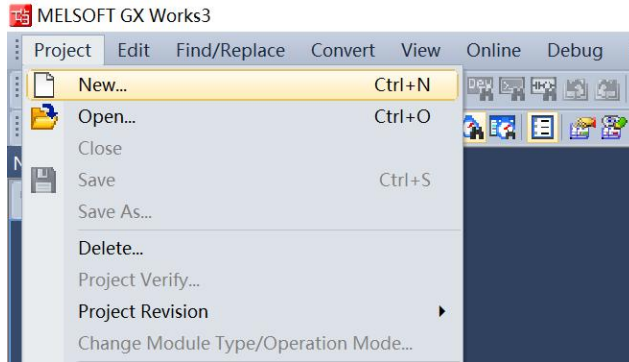 MELSOFT GX Works3
Project Edit Find/Replace Convert View Online Debug
New... Ctrl+N
Open... Ctrl+O
Close
Save Ctrl+S
Save As...
Delete...
Project Verify...
Project Revision
Change Module Type/Operation Mode...